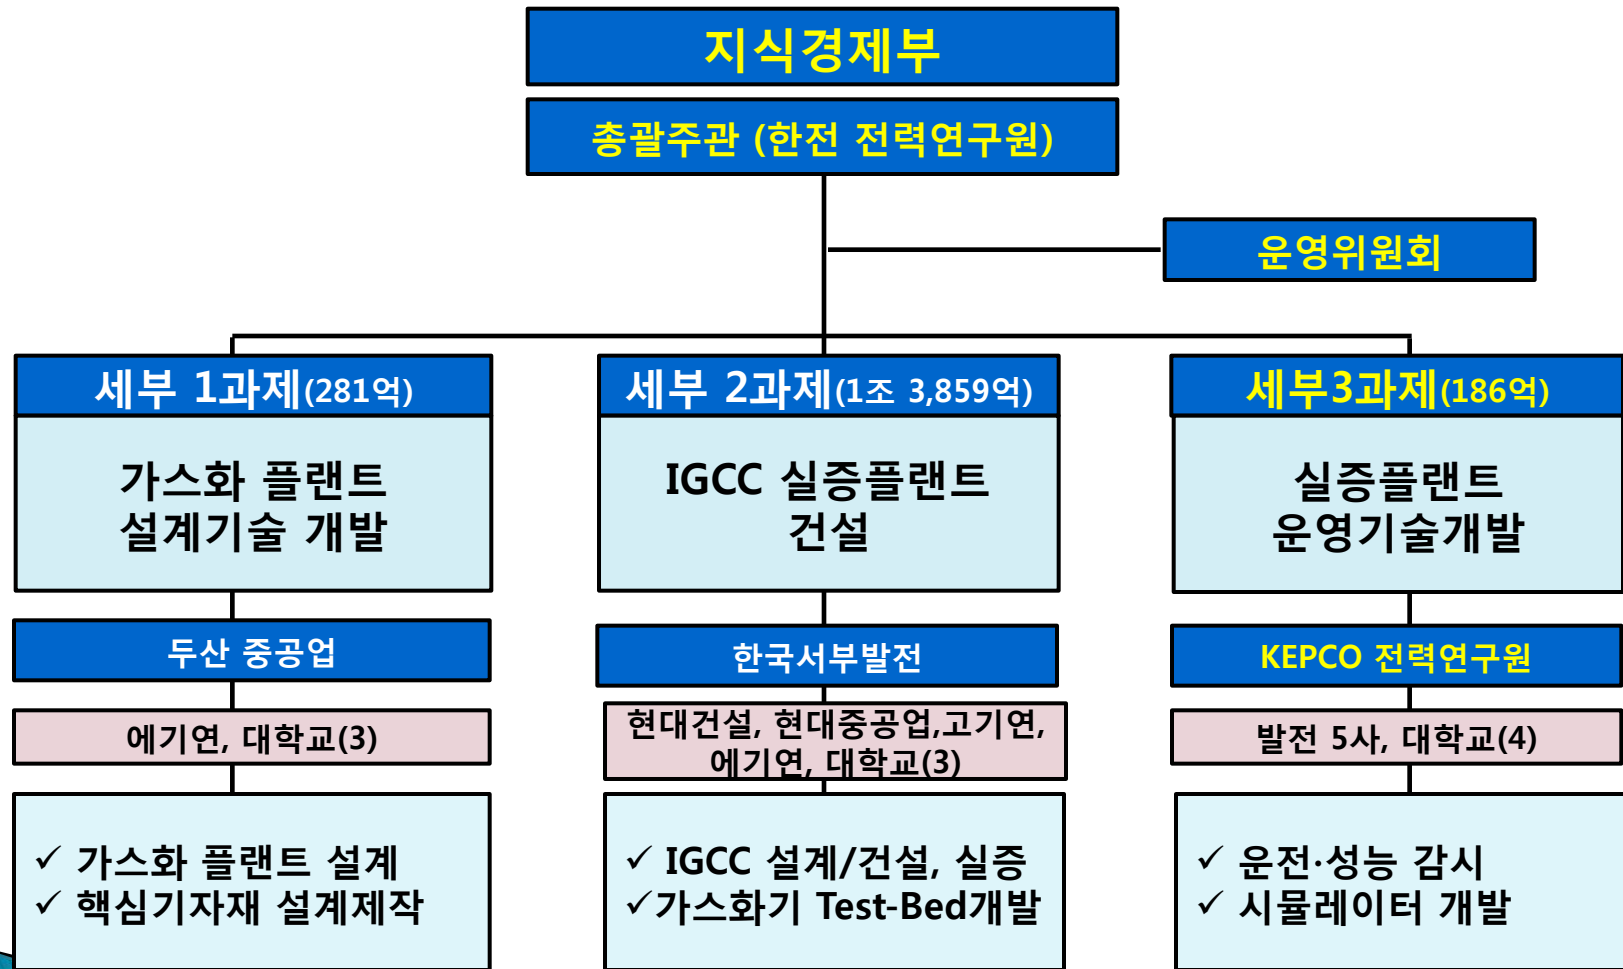 지식경제부
총괄주관 (한전 전력연구원)
운영위원회
세부 1과제(281억)
가스화 플랜트
설계기술 개발
두산 중공업
에기연, 대학교(3)
✓ 가스화 플랜트 설계
✓ 핵심기자재 설계제작
세부 2과제(1조 3,859억)
IGCC 실증플랜트
건설
한국서부발전
현대건설, 현대중공업,고기연,
에기연, 대학교(3)
✓ IGCC 설계/건설, 실증
✓가스화기 Test-Bed개발
세부3과제(186억)
실증플랜트
운영기술개발
KEPCO 전력연구원
발전 5사, 대학교(4)
✓ 운전·성능 감시
✓ 시뮬레이터 개발